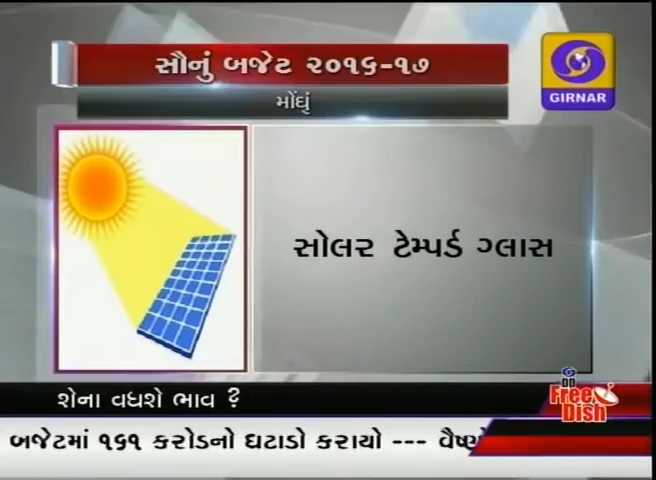 સૌનું બજેટ ૨૦૧૬-૧૭
મોંઘું
GIRNAR
સોલર ટેમ્પર્ડ ગ્લાસ
શેના વધશે ભાવ ?
DD
Free
Dish
બજેટમાં ૧૬૧ કરોડનો ઘટાડો કરાયો ---